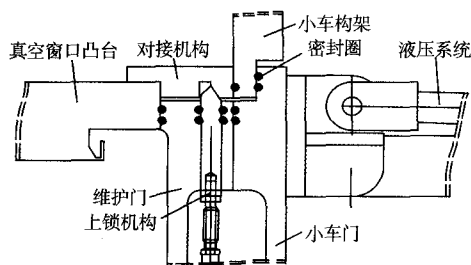 小车构架
真空窗口凸台
对接机构
密封圈
液压系统
维护门
上锁机构
小车门